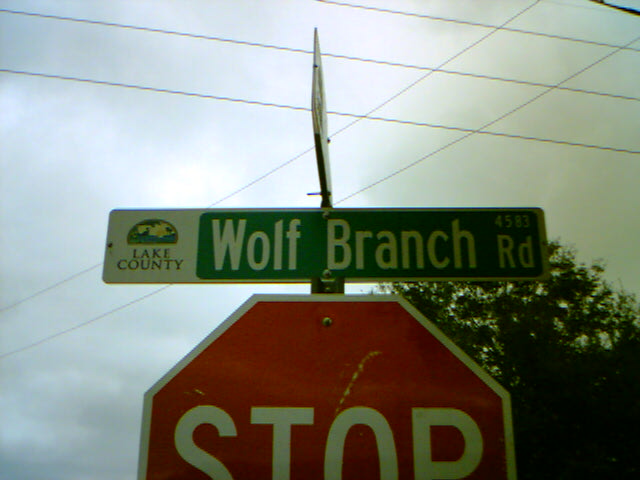 LAKE
COUNTY
Wolf Branch Rd
4583
STOP